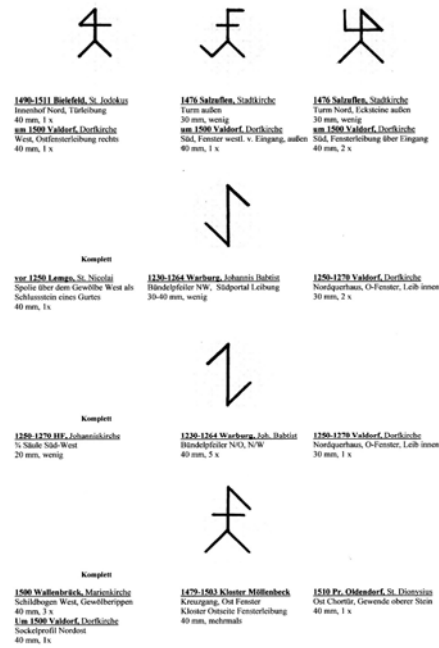 1490-1511 Bielefeld, St. Jodokus
Innenhof Nord, Türleibung
40 mm, 1 x
um 1500 Valdorf, Dorfkirche
West, Ostfensterleibung rechts
40 mm, 1 x
1476 Salzuflen, Stadtkirche
Turm außen
30 mm, wenig
um 1500 Valdorf, Dorfkirche
Süd, Fenster westl. v. Eingang, außen
40 mm, 1 x
1476 Salzuflen, Stadtkirche
Turm Nord, Ecksteine außen
30 mm, wenig
um 1500 Valdorf, Dorfkirche
Süd, Fensterleibung über Eingang
40 mm, 2 x
Komplett
vor 1250 Lemgo, St. Nicolai
Spolie über dem Gewölbe West als
Schlussstein eines Gurtes
40 mm, 1x
1230-1264 Warburg, Johannis Babtist
Bündelpfeiler NW, Südportal Leibung
30-40 mm, wenig
1250-1270 Valdorf, Dorfkirche
Nordquerhaus, O-Fenster, Leib innen
30 mm, 2 x
Komplett
1250-1270 HF, Johanniskirche
¾ Säule Süd-West
20 mm, wenig
1230-1264 Warburg, Joh. Babtist
Bündelpfeiler N/O, N/W
40 mm, 5 x
1250-1270 Valdorf, Dorfkirche
Nordquerhaus, O-Fenster, Leib innen
30 mm, 1 x
Komplett
1500 Wallenbrück, Marienkirche
Schildbogen West, Gewölberippen
40 mm, 3 x
Um 1500 Valdorf, Dorfkirche
Sockelprofil Nordost
40 mm, 1x
1479-1503 Kloster Möllenbeck
Kreuzgang, Ost Fenster
Kloster Ostseite Fensterleibung
40 mm, mehrmals
1510 Pr. Oldendorf, St. Dionysius
Ost Chortür, Gewende oberer Stein
40 mm, 1 x